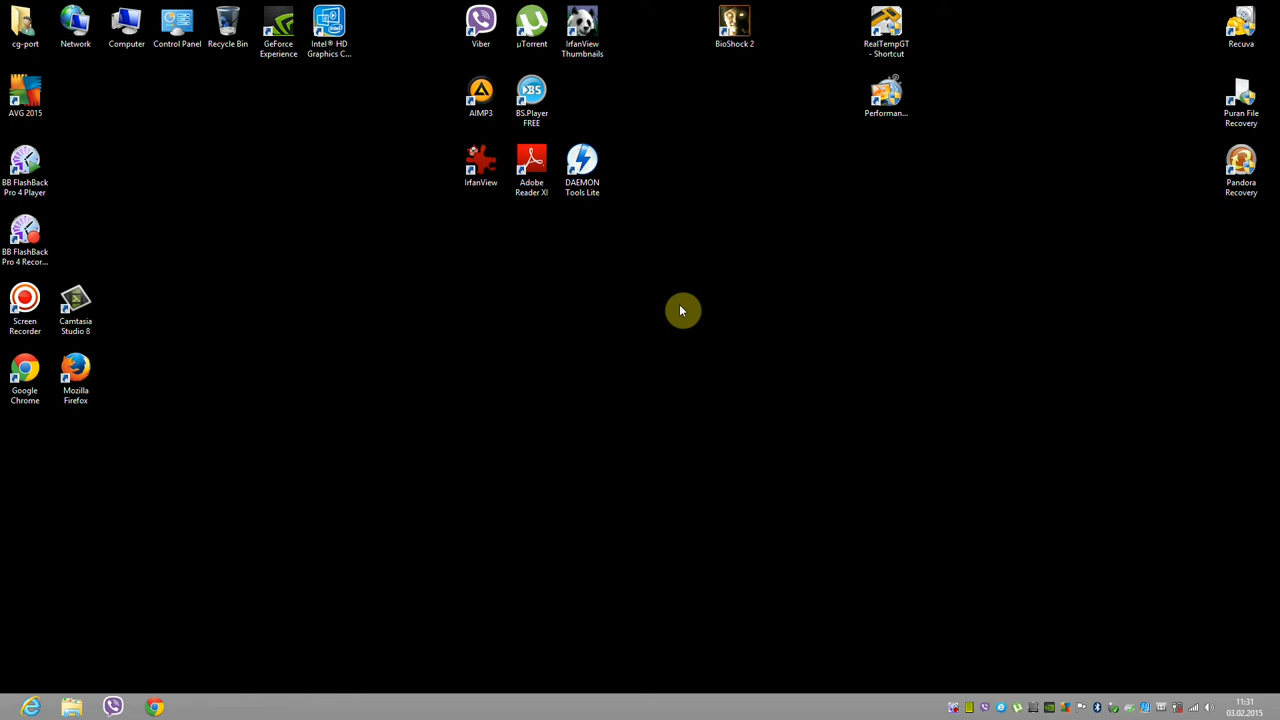 cg-port
Network
Computer
Control Panel
Recycle Bin
GeForce
Experience
Intel® HD
Graphics C...
Viber
µTorrent
IrfanView
Thumbnails
BioShock 2
RealTempGT
- Shortcut
Recuva
AVG 2015
AIMP3
BS.Player
FREE
Performan...
Puran File
Recovery
BB FlashBack
Pro 4 Player
IrfanView
Adobe
Reader XI
DAEMON
Tools Lite
Pandora
Recovery
BB FlashBack
Pro 4 Recor...
Screen
Recorder
Camtasia
Studio 8
Google
Chrome
Mozilla
Firefox
11:31
03.02.2015